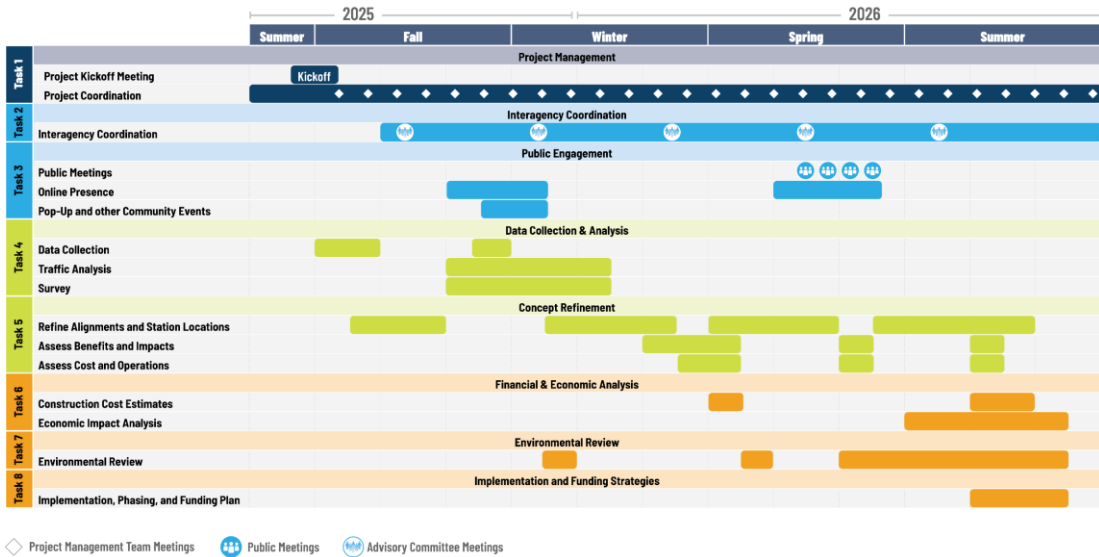 2025 2026
Summer Fall Winter Spring Summer
Task 1
Project Management
Project Kickoff Meeting Kickoff
Project Coordination
Task 2
Interagency Coordination
Interagency Coordination
Task 3
Public Engagement
Public Meetings
Online Presence
Pop-Up and other Community Events
Task 4
Data Collection & Analysis
Data Collection
Traffic Analysis
Survey
Task 5
Concept Refinement
Refine Alignments and Station Locations
Assess Benefits and Impacts
Assess Cost and Operations
Task 6
Financial & Economic Analysis
Construction Cost Estimates
Economic Impact Analysis
Task 7
Environmental Review
Environmental Review
Task 8
Implementation and Funding Strategies
Implementation, Phasing, and Funding Plan
Project Management Team Meetings Public Meetings Advisory Committee Meetings